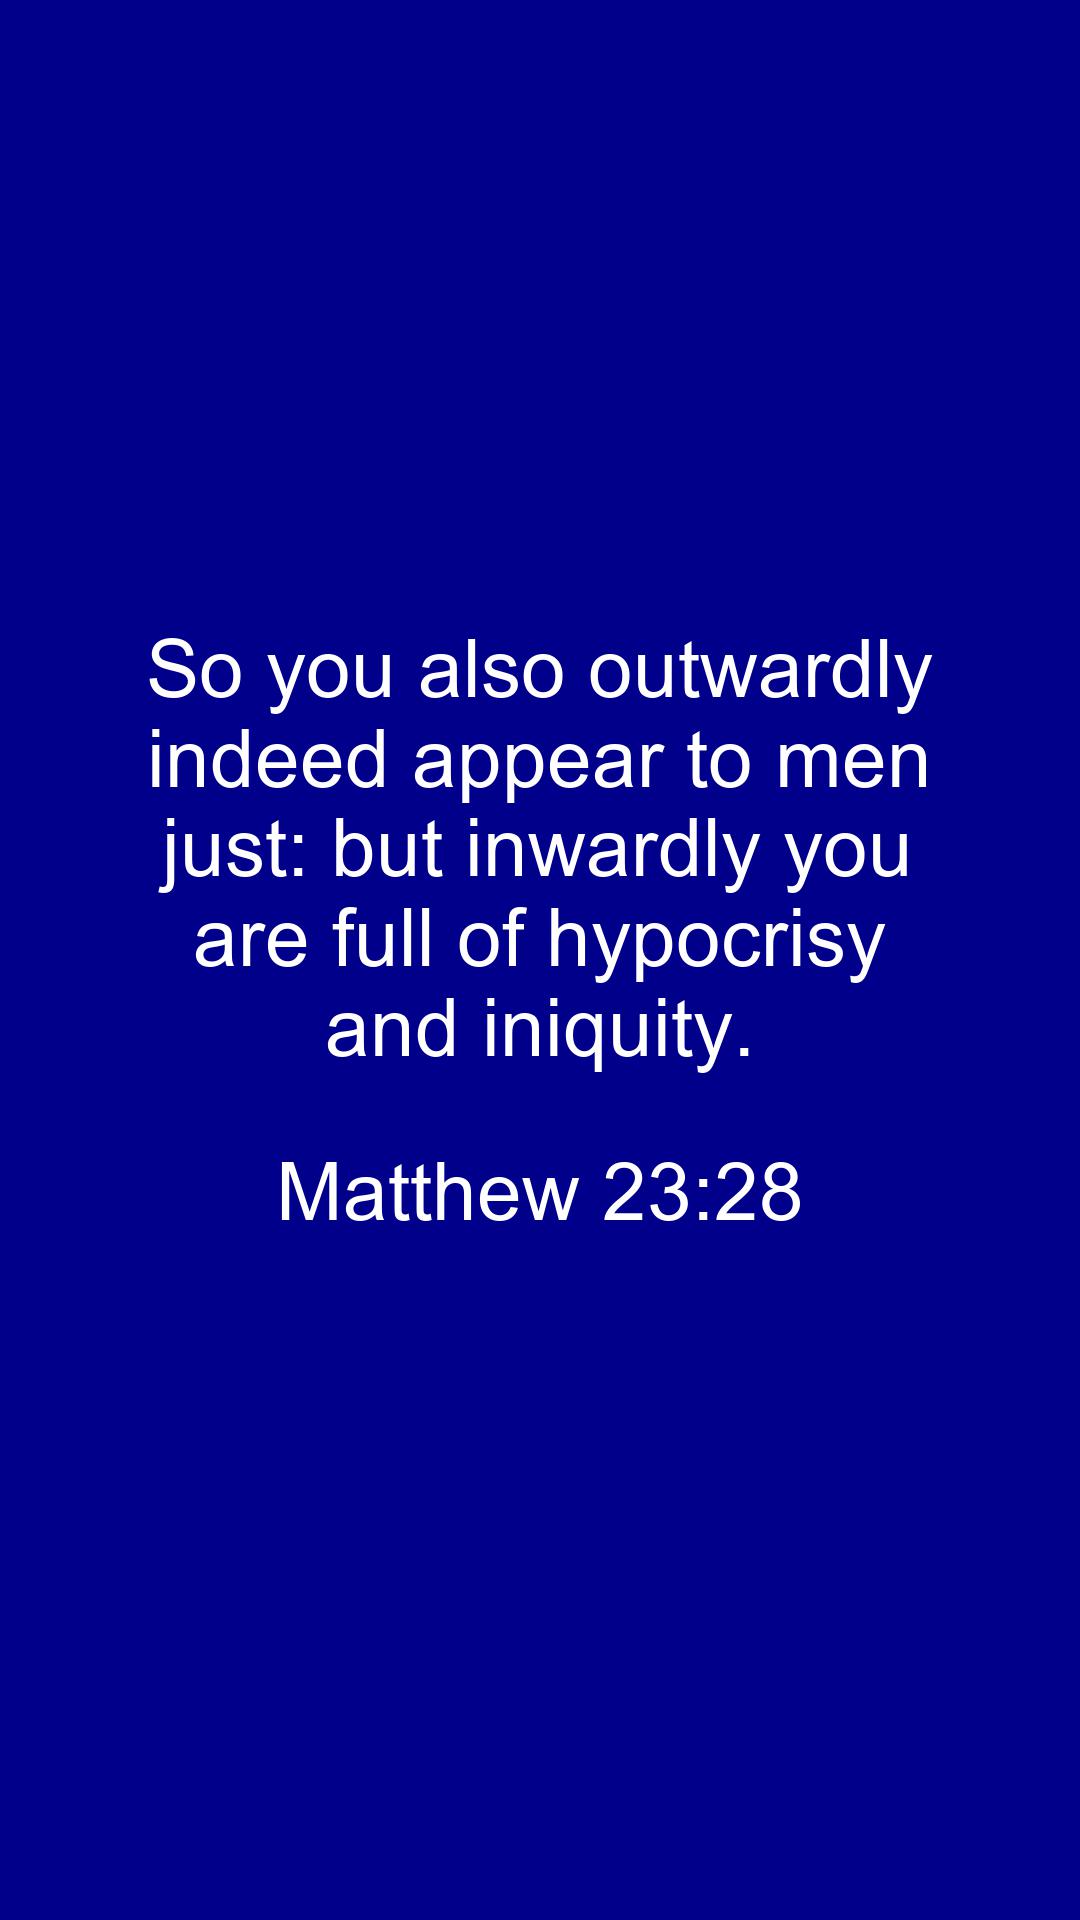 So you also outwardly
indeed appear to men
just: but inwardly you
are full of hypocrisy
and iniquity.
Matthew 23:28